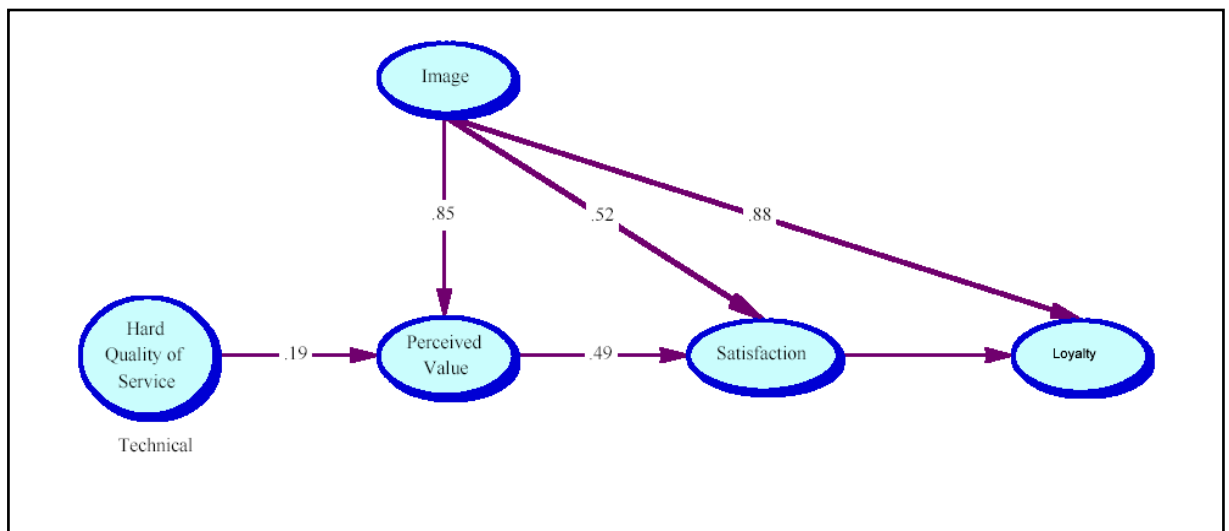 Image
.85
.52
.88
Hard
Quality of
Service
.19
Perceived
Value
.49
Satisfaction
Loyalty
Technical